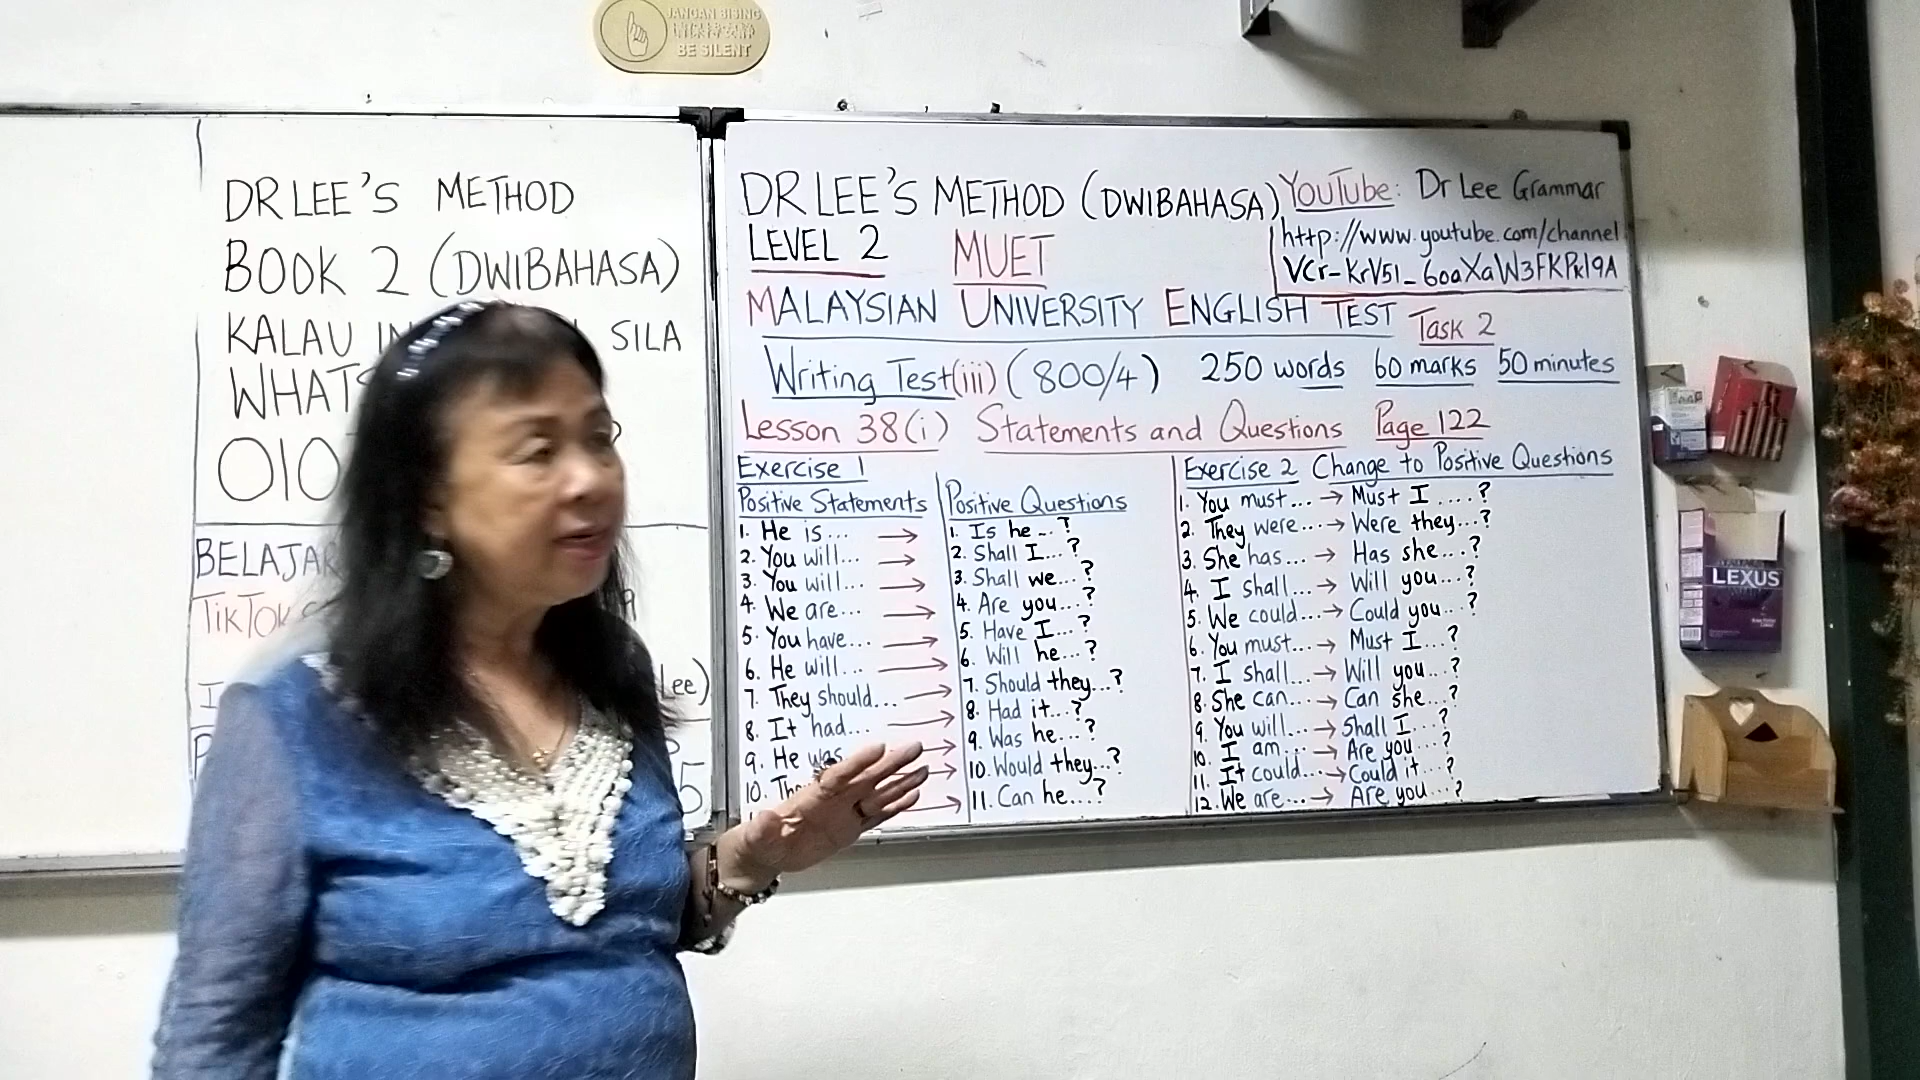 JANGAN BISING
请保持安静
BE SILENT
DR LEE'S METHOD
BOOK 2 (DWIBAHASA)
KALAU SILA
BELAJAR
TIKTOK
Lee)
5
DR LEE'S METHOD (DWIBAHASA)
YOUTUBE: Dr Lee Grammar
http://www.youtube.com/channel
LEVEL 2 MUET
MALAYSIAN UNIVERSITY ENGLISH TEST Task 2
Writing Test(iii) (800/4) 250 words 60 marks 50 minutes
Lesson 38(i) Statements and Questions Page 122
Exercise 1
Positive Statements
1. He is...
2. You will...
3. You will...
4. We are...
5. You have...
6. He will...
7. They should...
8. It had...
9. He was
10.
Positive Questions
1. Is he...?
2. Shall I...?
3. Shall we...?
4. Are you...?
5. Have I...?
6. Will he...?
7. Should they...?
8. Had it...?
9. Was he...?
10. Would they...?
11. Can he...?
Exercise 2 Change to Positive Questions
1. You must... → Must I ....?
2. They were... → Were they...?
3. She has... → Has she...?
4. I shall... → Will you...?
5. We could... → Could you...?
6. You must... → Must I...?
7. I shall... → Will you...?
8. She can... → Can she...?
9. You will... → Shall I...?
10. I am... → Are you...?
11. It could... → Could it...?
12. We are... → Are you...?
LEXUS